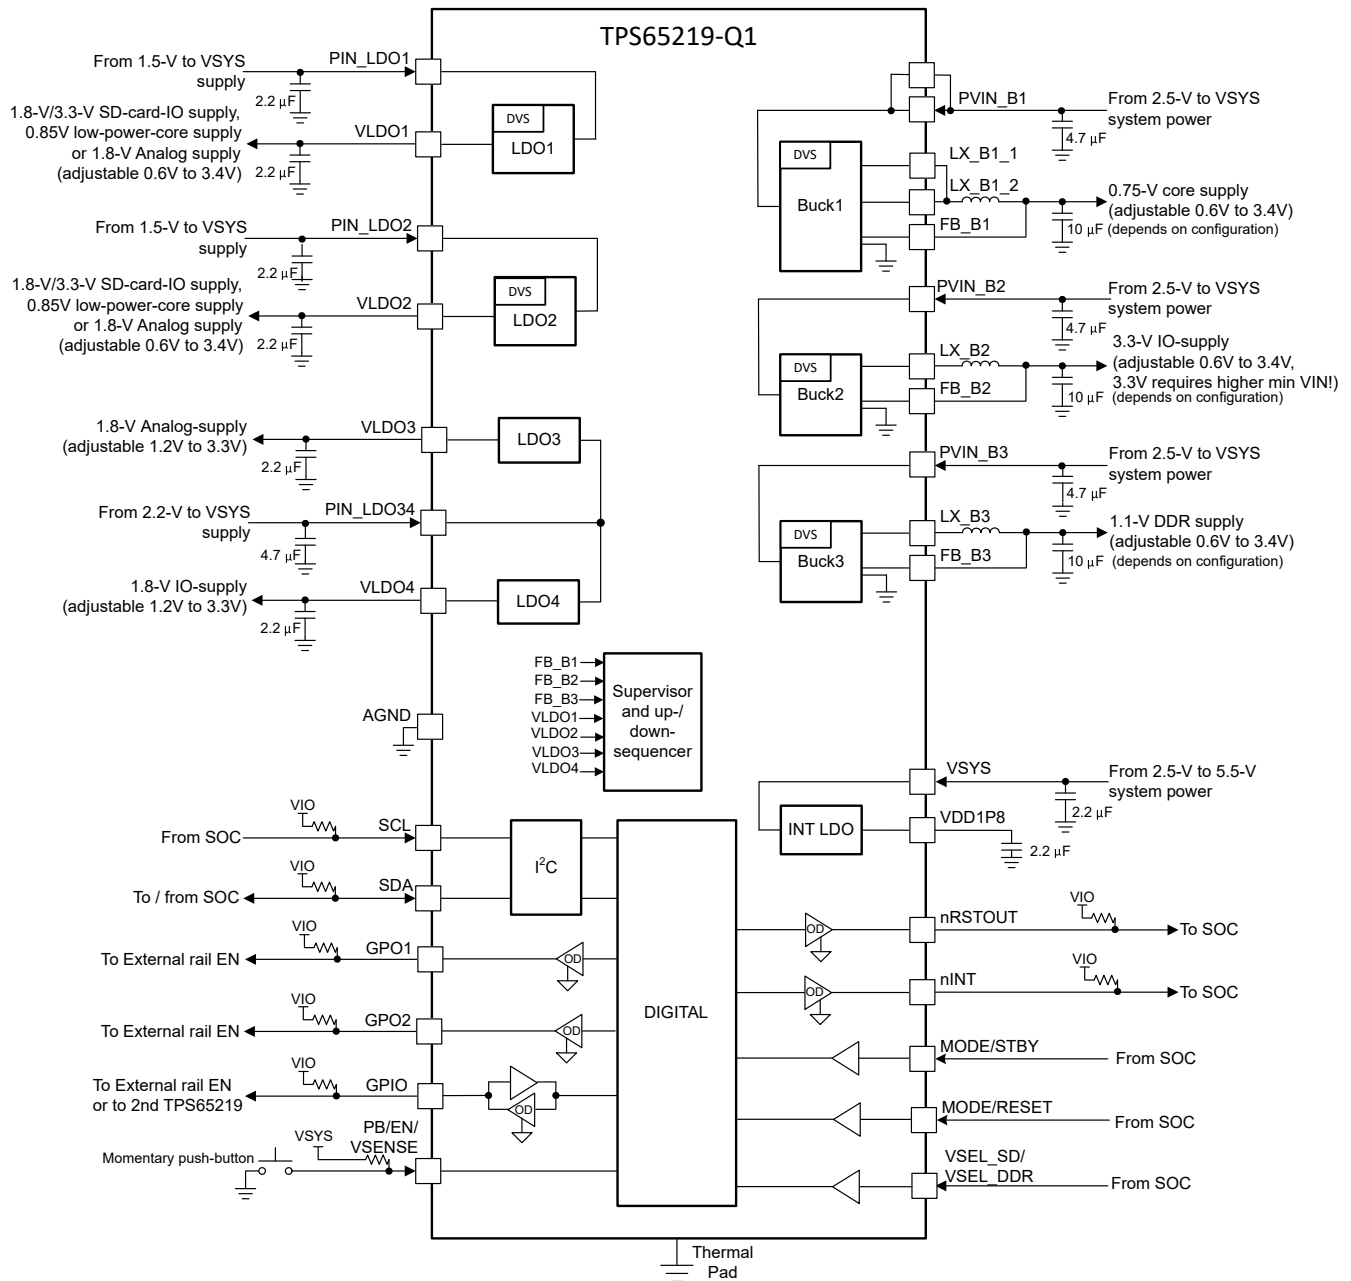 TPS65219-Q1
From 1.5-V to VSYS
supply
PIN_LDO1
2.2 μF
1.8-V/3.3-V SD-card-IO supply,
0.85V low-power-core supply
or 1.8-V Analog supply
(adjustable 0.6V to 3.4V)
VLDO1
2.2 μF
DVS
LDO1
From 1.5-V to VSYS
supply
PIN_LDO2
2.2 μF
1.8-V/3.3-V SD-card-IO supply,
0.85V low-power-core supply
or 1.8-V Analog supply
(adjustable 0.6V to 3.4V)
VLDO2
2.2 μF
DVS
LDO2
1.8-V Analog-supply
(adjustable 1.2V to 3.3V)
VLDO3
2.2 μF
LDO3
From 2.2-V to VSYS
supply
PIN_LDO34
4.7 μF
1.8-V IO-supply
(adjustable 1.2V to 3.3V)
VLDO4
2.2 μF
LDO4
AGND
FB_B1
FB_B2
FB_B3
VLDO1
VLDO2
VLDO3
VLDO4
Supervisor
and up-/
down-
sequencer
PVIN_B1
From 2.5-V to VSYS
system power
4.7 μF
DVS
Buck1
LX_B1_1
LX_B1_2
FB_B1
0.75-V core supply
(adjustable 0.6V to 3.4V)
10 μF (depends on configuration)
PVIN_B2
From 2.5-V to VSYS
system power
4.7 μF
DVS
Buck2
LX_B2
FB_B2
3.3-V IO-supply
(adjustable 0.6V to 3.4V,
3.3V requires higher min VIN!)
10 μF (depends on configuration)
PVIN_B3
From 2.5-V to VSYS
system power
4.7 μF
DVS
Buck3
LX_B3
FB_B3
1.1-V DDR supply
(adjustable 0.6V to 3.4V)
10 μF (depends on configuration)
VSYS
From 2.5-V to 5.5-V
system power
2.2 μF
INT LDO
VDD1P8
2.2 μF
From SOC
VIO
SCL
To / from SOC
VIO
SDA
I2C
To External rail EN
VIO
GPO1
OD
To External rail EN
VIO
GPO2
OD
To External rail EN
or to 2nd TPS65219
VIO
GPIO
OD
Momentary push-button
VSYS
PB/EN/
VSENSE
DIGITAL
OD
nRSTOUT
VIO
To SOC
OD
nINT
VIO
To SOC
MODE/STBY
From SOC
MODE/RESET
From SOC
VSEL_SD/
VSEL_DDR
From SOC
Thermal
Pad